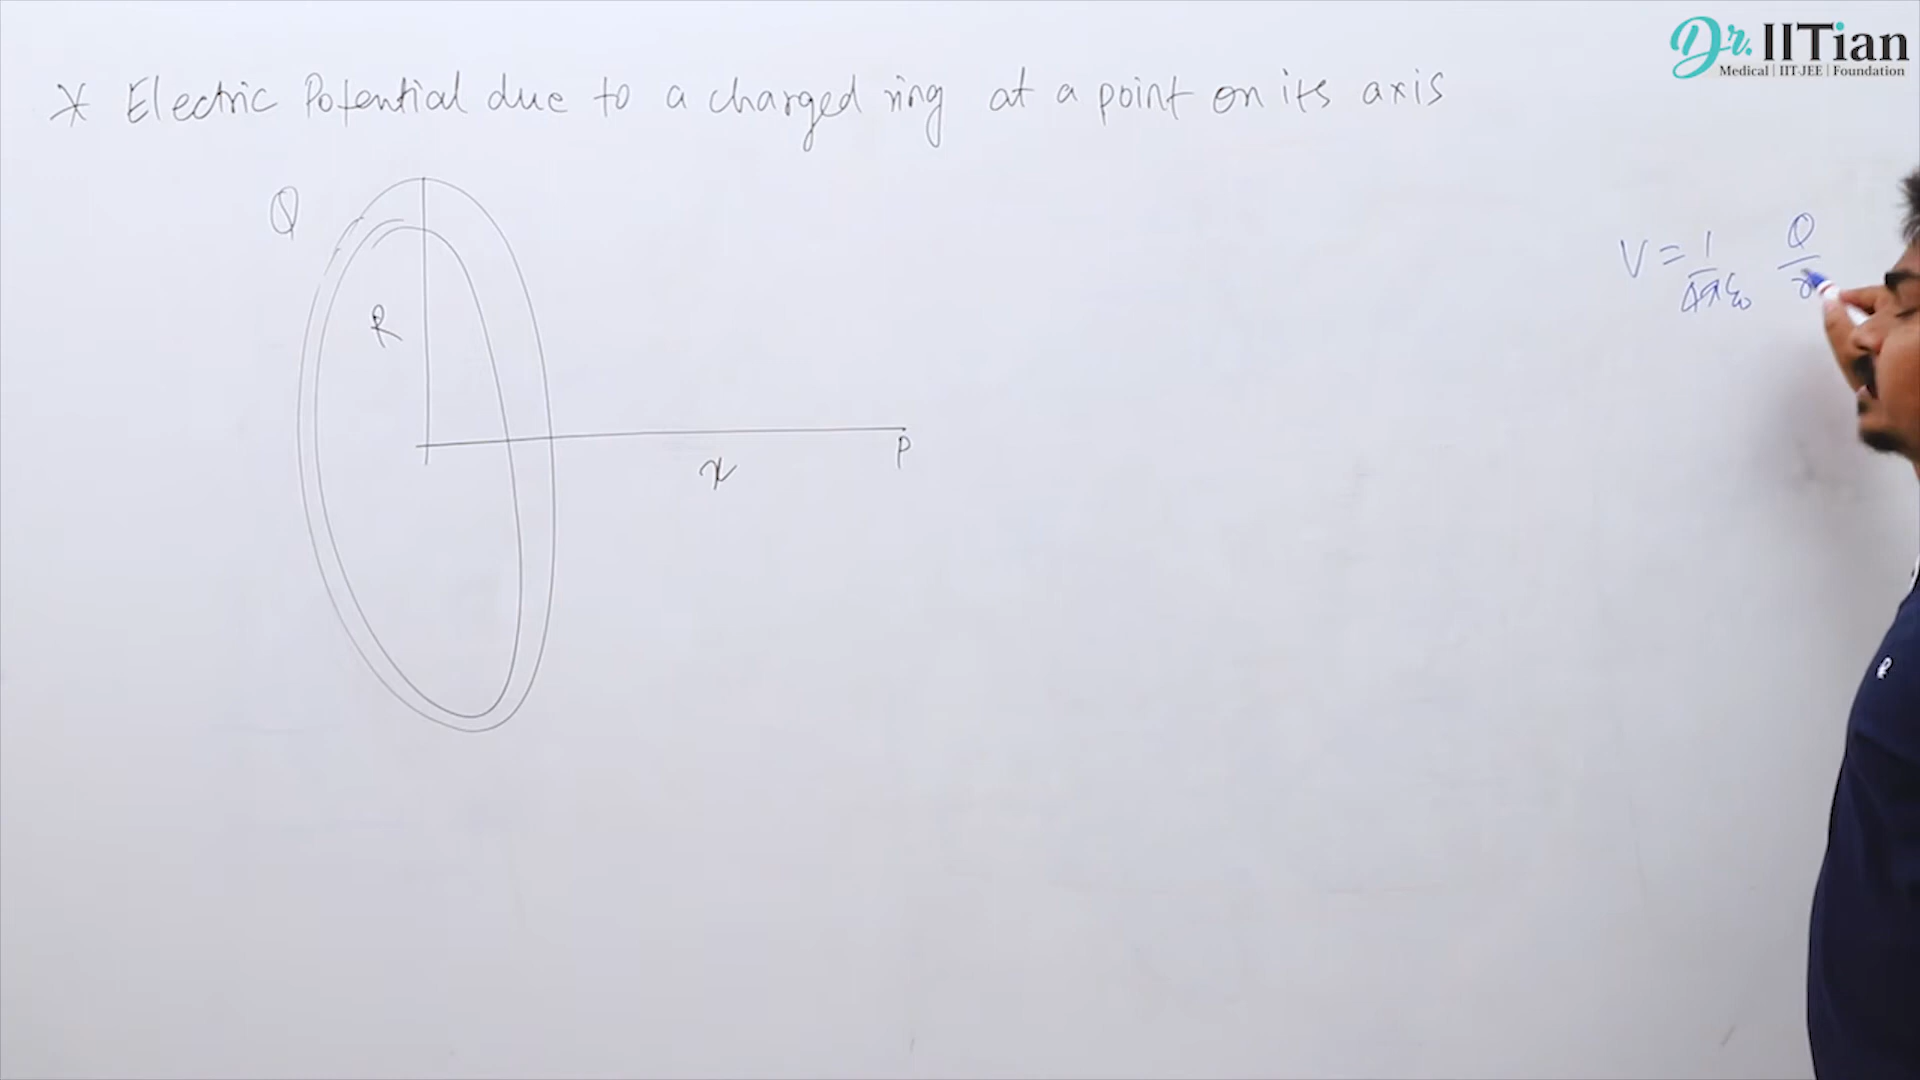 Dr. IITian
Medical | IIT-JEE | Foundation
* Electric Potential due to a charged ring at a point on its axis
Q
R
x
P
V = 1/4πε0 Q/r